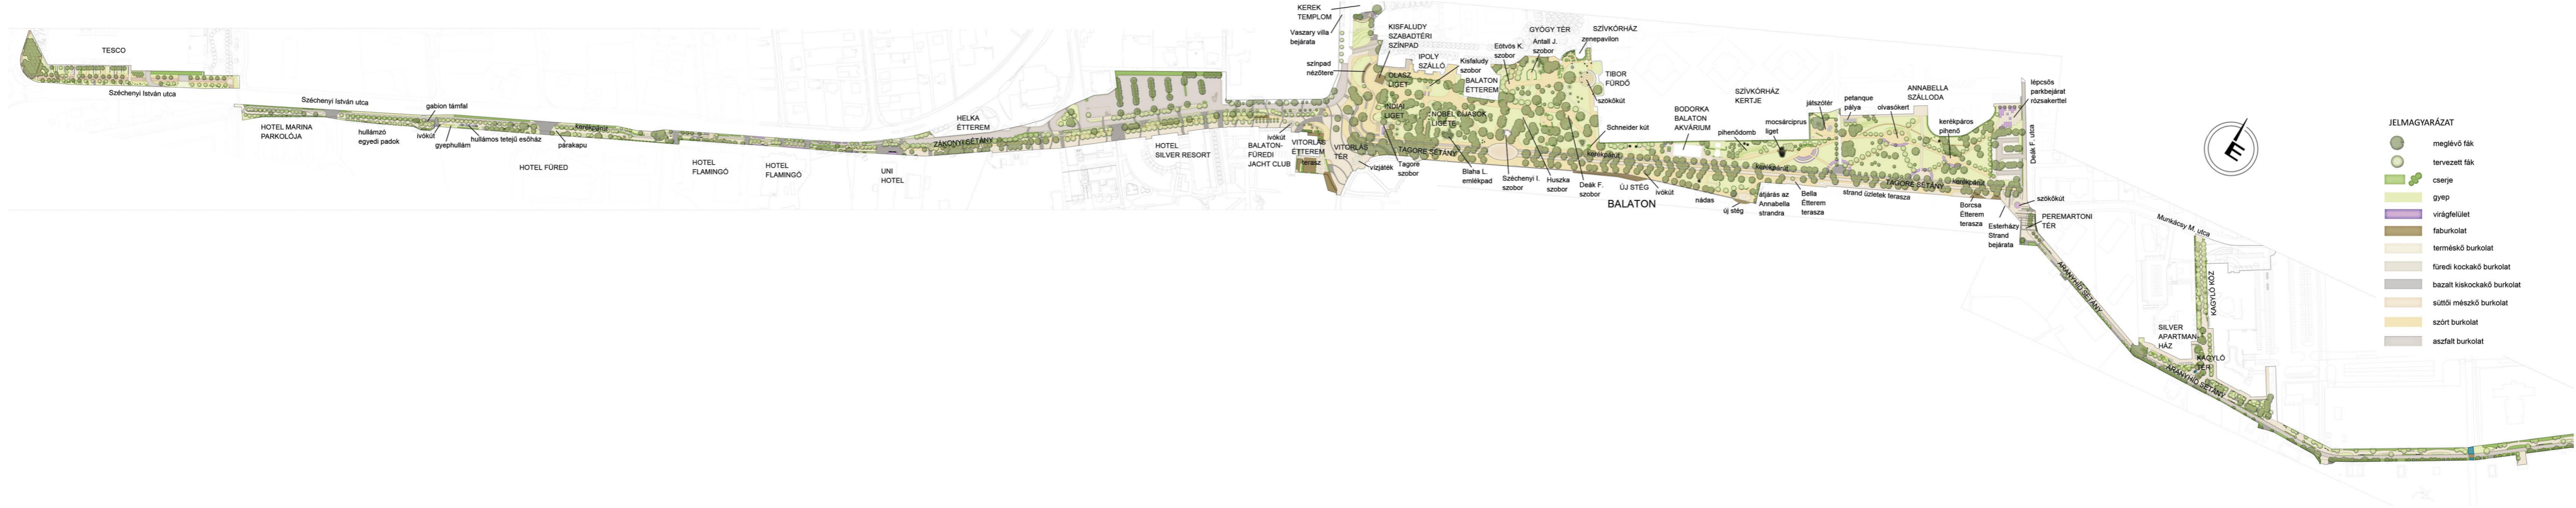 TESCO
Széchenyi István utca
Széchenyi István utca
HOTEL MARINA
PARKOLÓJA
hullámzó
egyedi padok
gabion támfal
ivókút
gyephullám
hullámos tetejű esőház
kerékpárút
párakapu
HOTEL FÜRED
HOTEL
FLAMINGÓ
HOTEL
FLAMINGÓ
UNI
HOTEL
HELKA
ÉTTEREM
ZÁKONYI SÉTÁNY
HOTEL
SILVER RESORT
BALATON-
FÜREDI
JACHT CLUB
ivókút
VITORLÁS
ÉTTEREM
terasz
KEREK
TEMPLOM
Vaszary villa
bejárata
színpad
nézőtere
KISFALUDY
SZABADTÉRI
SZÍNPAD
OLASZ
LIGET
IPOLY
SZÁLLÓ
INDIAI
LIGET
VITORLÁS
TÉR
vízjáték
Tagore
szobor
TAGORE SÉTÁNY
NOBEL DÍJASOK
LIGETE
Kisfaludy
szobor
BALATON
ÉTTEREM
Eötvös K.
szobor
GYÓGY TÉR
Antall J.
szobor
SZÍVKÓRHÁZ
zenepavilon
TIBOR
FÜRDŐ
szökőkút
Schneider kút
Blaha L.
emlékpad
Széchenyi I.
szobor
Huszka
szobor
Deák F.
szobor
kerékpárút
ÚJ STÉG
ivókút
BALATON
BODORKA
BALATON
AKVÁRIUM
pihenődomb
SZÍVKÓRHÁZ
KERTJE
mocsárciprus
liget
játszótér
petanque
pálya
olvasókert
ANNABELLA
SZÁLLODA
kerékpáros
pihenő
lépcsős
parkbejárat
rózsakerttel
Deák F. utca
nádas
új stég
átjárás az
Annabella
strandra
kerékpárút
Bella
Étterem
terasza
strand üzletek terasza
TAGORE SÉTÁNY
kerékpárút
Borcsa
Étterem
terasza
Esterházy
Strand
bejárata
szökőkút
PEREMARTONI
TÉR
ARANYHÍD SÉTÁNY
Munkácsy M. utca
KAGYLÓ KÖZ
SILVER
APARTMAN-
HÁZ
KAGYLÓ
TÉR
ARANYHÍD SÉTÁNY
É
JELMAGYARÁZAT
meglévő fák
tervezett fák
cserje
gyep
virágfelület
faburkolat
terméskő burkolat
füredi kockakő burkolat
bazalt kiskockakő burkolat
süttői mészkő burkolat
szórt burkolat
aszfalt burkolat